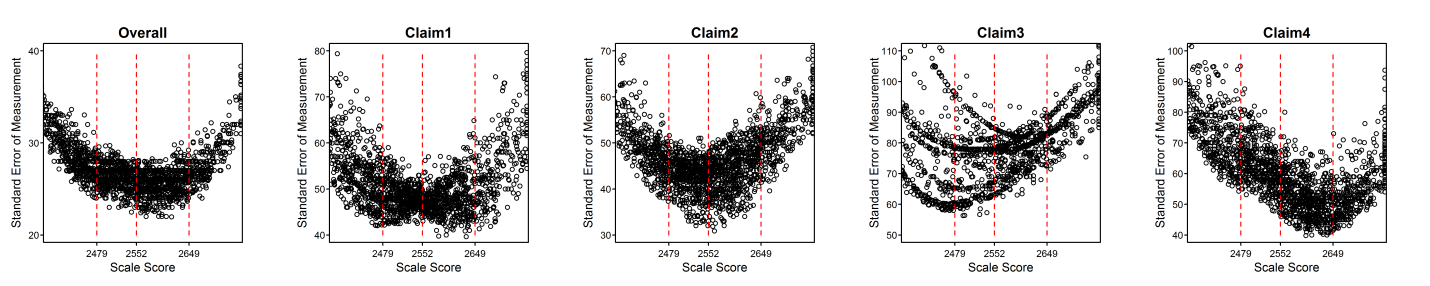 Overall
40
30
20
Standard Error of Measurement
2479 2552 2649
Scale Score
Claim1
80
70
60
50
40
Standard Error of Measurement
2479 2552 2649
Scale Score
Claim2
70
60
50
40
30
Standard Error of Measurement
2479 2552 2649
Scale Score
Claim3
110
100
90
80
70
60
50
Standard Error of Measurement
2479 2552 2649
Scale Score
Claim4
100
90
80
70
60
50
40
Standard Error of Measurement
2479 2552 2649
Scale Score